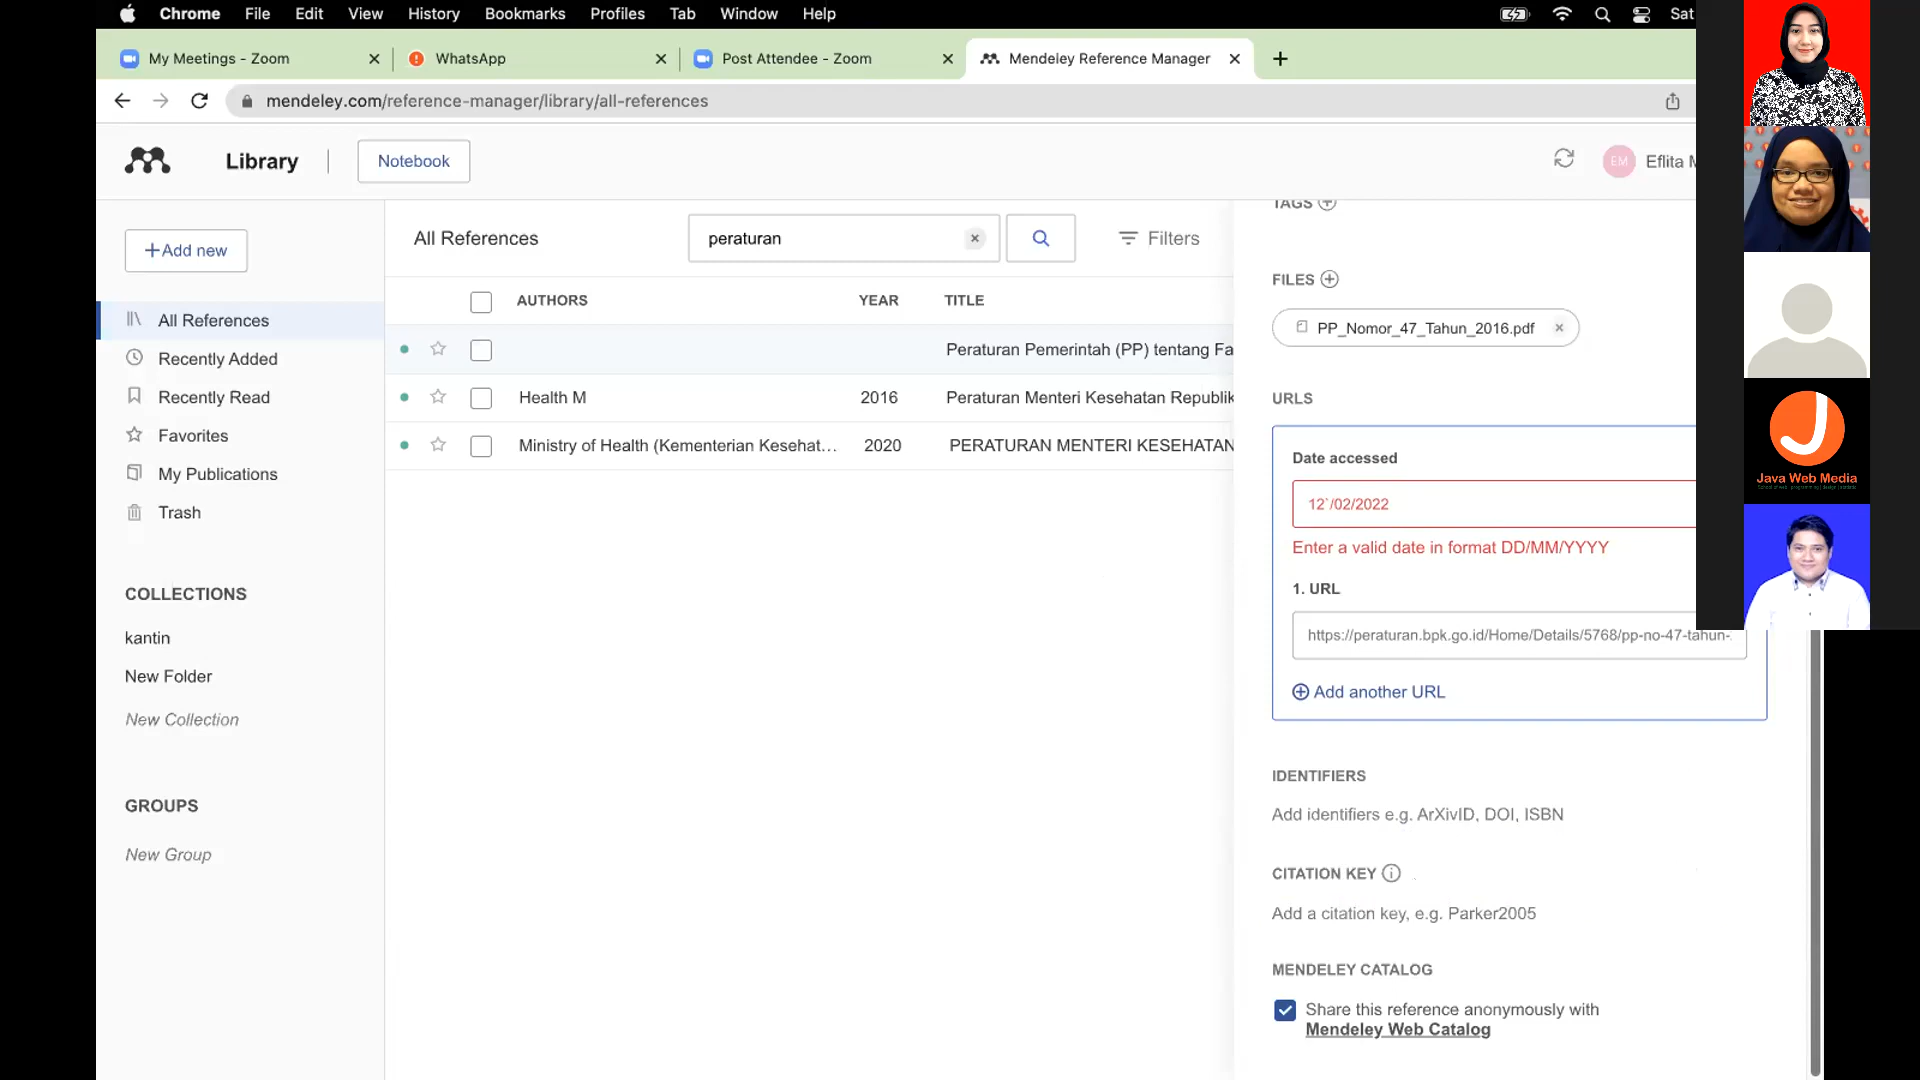 Chrome File Edit View History Bookmarks Profiles Tab Window Help Sat
My Meetings - Zoom
WhatsApp
Post Attendee - Zoom
Mendeley Reference Manager
mendeley.com/reference-manager/library/all-references
Library
Notebook
EM
Eflita M
+Add new
All References
Recently Added
Recently Read
Favorites
My Publications
Trash
COLLECTIONS
kantin
New Folder
New Collection
GROUPS
New Group
All References
peraturan
Filters
AUTHORS YEAR TITLE
Peraturan Pemerintah (PP) tentang Fa
Health M 2016 Peraturan Menteri Kesehatan Republik
Ministry of Health (Kementerian Kesehat... 2020 PERATURAN MENTERI KESEHATAN
TAGS
FILES
PP_Nomor_47_Tahun_2016.pdf
URLS
Date accessed
12`/02/2022
Enter a valid date in format DD/MM/YYYY
1. URL
https://peraturan.bpk.go.id/Home/Details/5768/pp-no-47-tahun-
Add another URL
IDENTIFIERS
Add identifiers e.g. ArXivID, DOI, ISBN
CITATION KEY
Add a citation key, e.g. Parker2005
MENDELEY CATALOG
Share this reference anonymously with
Mendeley Web Catalog
Java Web Media